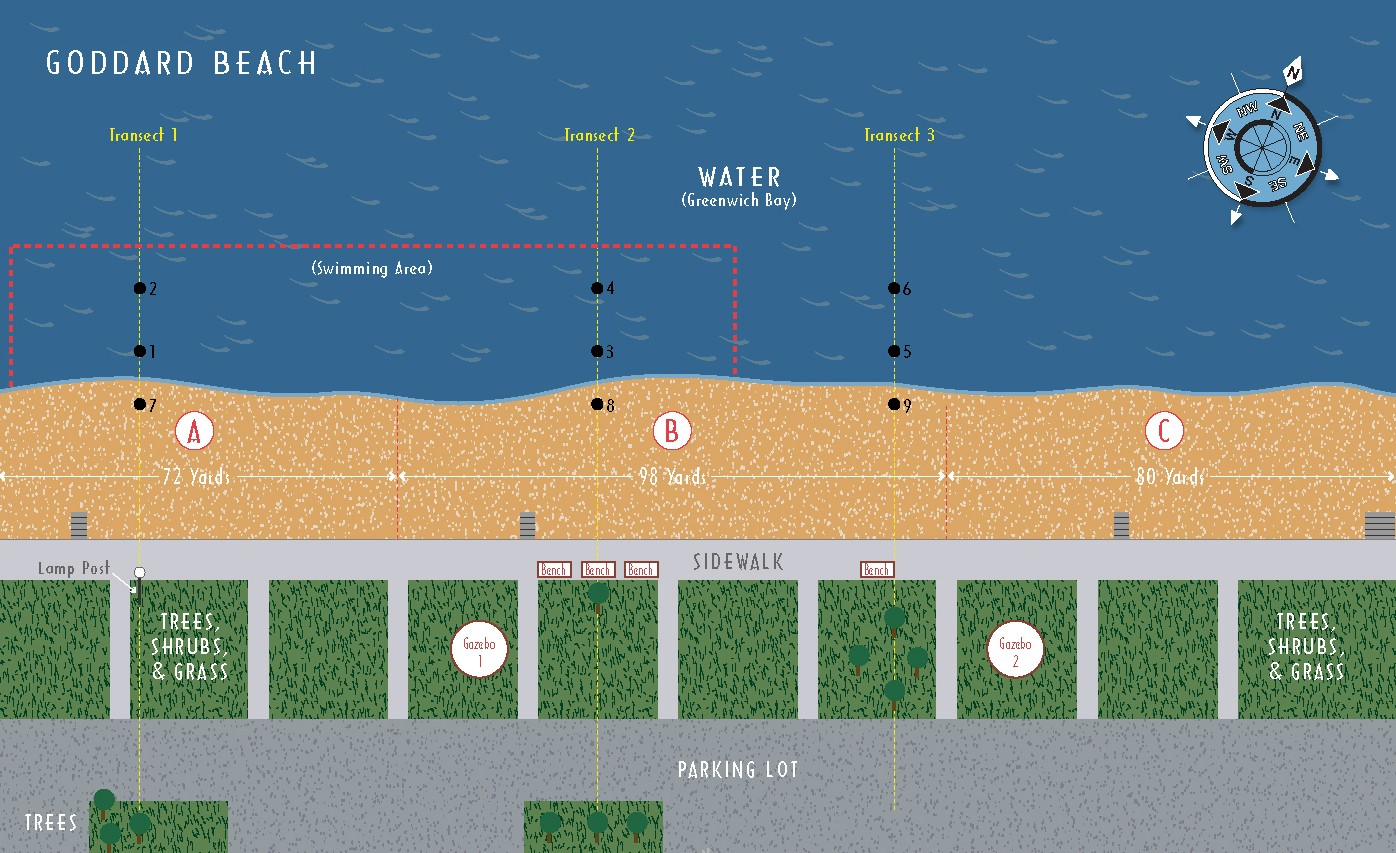 GODDARD BEACH
N
NW
N
NE
W
E
SW
S
SE
Transect 1
Transect 2
Transect 3
WATER
(Greenwich Bay)
(Swimming Area)
2
4
6
1
3
5
7
8
9
A
B
C
72 Yards
98 Yards
80 Yards
SIDEWALK
Lamp Post
Bench
Bench
Bench
Bench
TREES,
SHRUBS,
& GRASS
Gazebo
1
Gazebo
2
TREES,
SHRUBS,
& GRASS
PARKING LOT
TREES